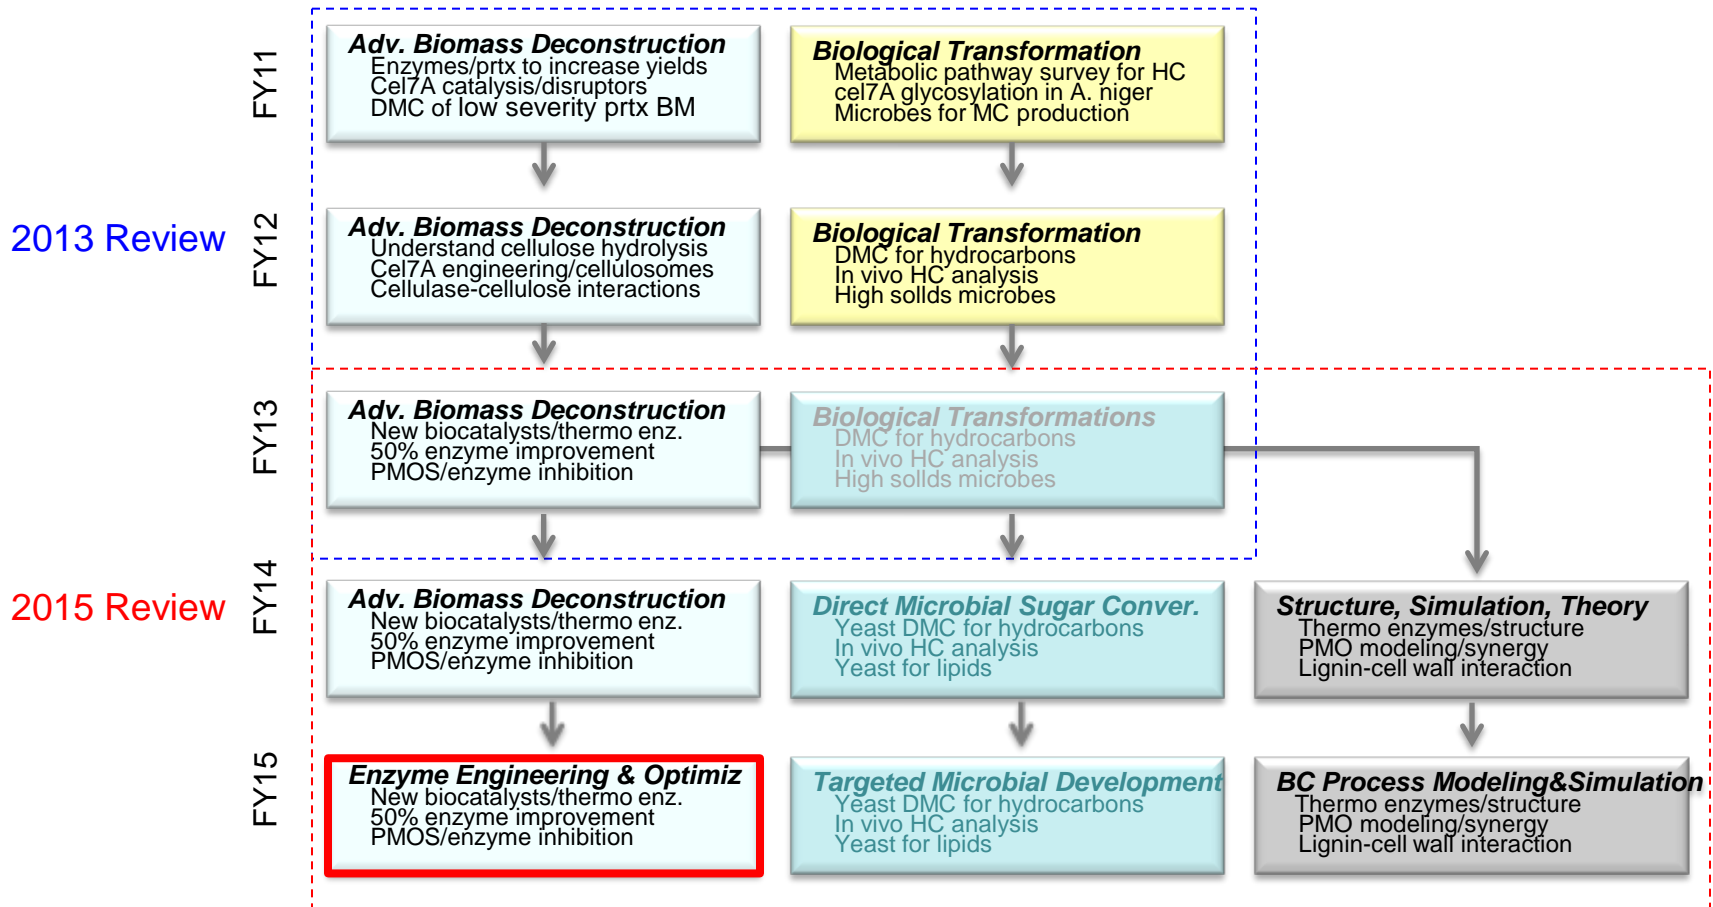 FY11
Adv. Biomass Deconstruction
Enzymes/prtx to increase yields
Cel7A catalysis/disruptors
DMC of low severity prtx BM
Biological Transformation
Metabolic pathway survey for HC
cel7A glycosylation in A. niger
Microbes for MC production
2013 Review
FY12
Adv. Biomass Deconstruction
Understand cellulose hydrolysis
Cel7A engineering/cellulosomes
Cellulase-cellulose interactions
Biological Transformation
DMC for hydrocarbons
In vivo HC analysis
High sollds microbes
FY13
Adv. Biomass Deconstruction
New biocatalysts/thermo enz.
50% enzyme improvement
PMOS/enzyme inhibition
Biological Transformations
DMC for hydrocarbons
In vivo HC analysis
High sollds microbes
2015 Review
FY14
Adv. Biomass Deconstruction
New biocatalysts/thermo enz.
50% enzyme improvement
PMOS/enzyme inhibition
Direct Microbial Sugar Conver.
Yeast DMC for hydrocarbons
In vivo HC analysis
Yeast for lipids
Structure, Simulation, Theory
Thermo enzymes/structure
PMO modeling/synergy
Lignin-cell wall interaction
FY15
Enzyme Engineering & Optimiz
New biocatalysts/thermo enz.
50% enzyme improvement
PMOS/enzyme inhibition
Targeted Microbial Development
Yeast DMC for hydrocarbons
In vivo HC analysis
Yeast for lipids
BC Process Modeling&Simulation
Thermo enzymes/structure
PMO modeling/synergy
Lignin-cell wall interaction